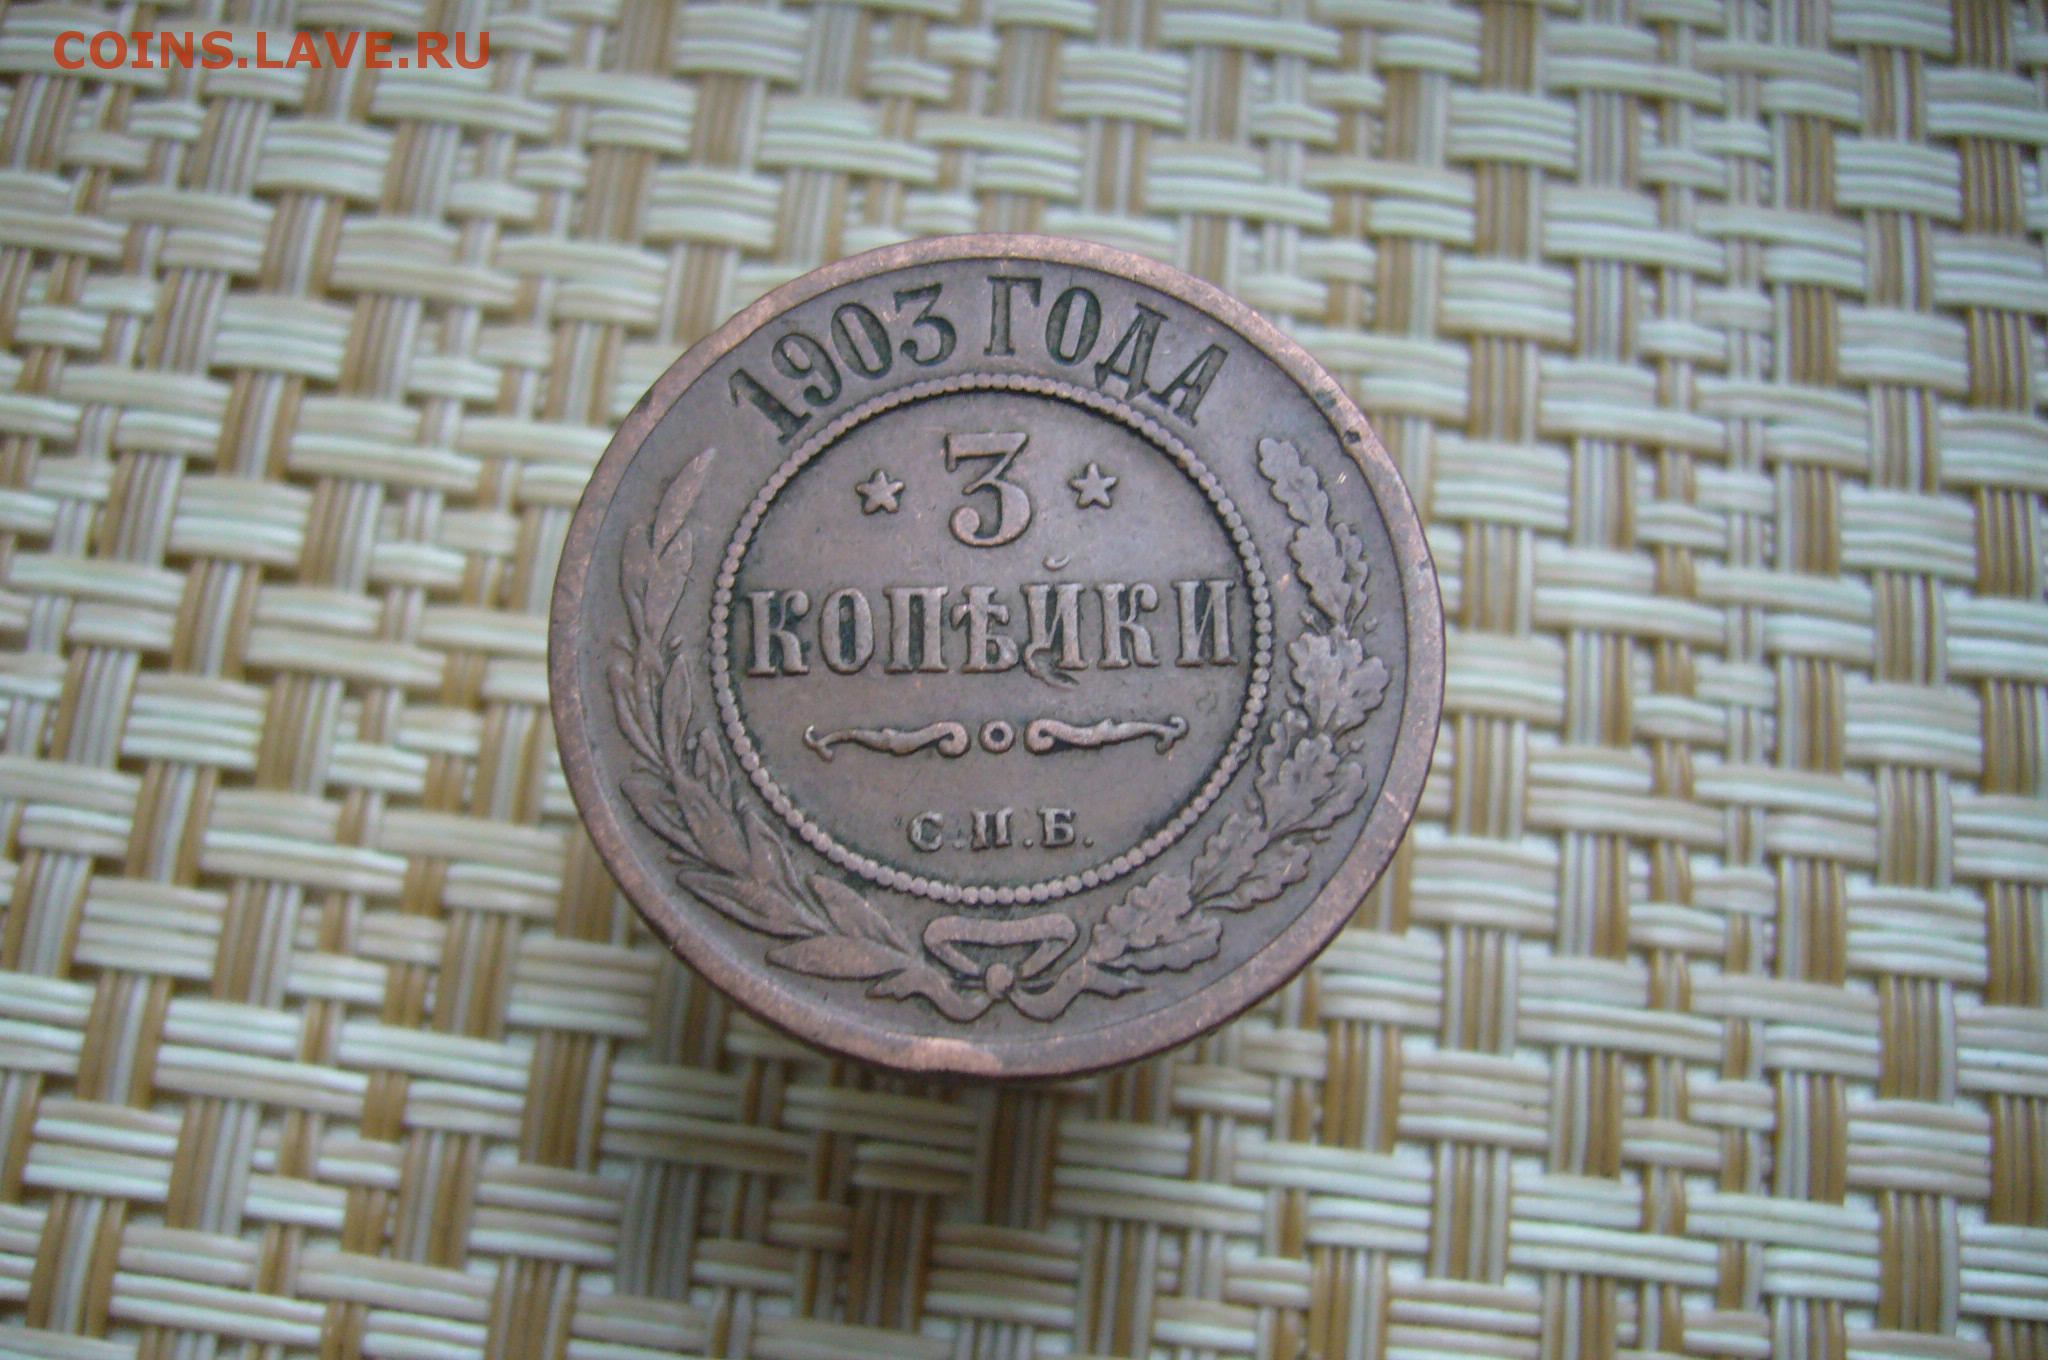 COINS.LAVE.RU
1903 ГОДА
3
КОПѢЙКИ
С.П.Б.